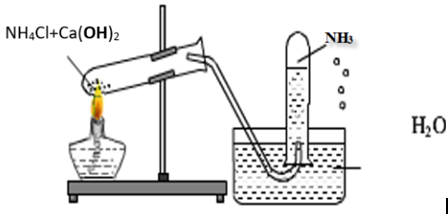 NH₄Cl+Ca(OH)₂
NH₃
H₂O